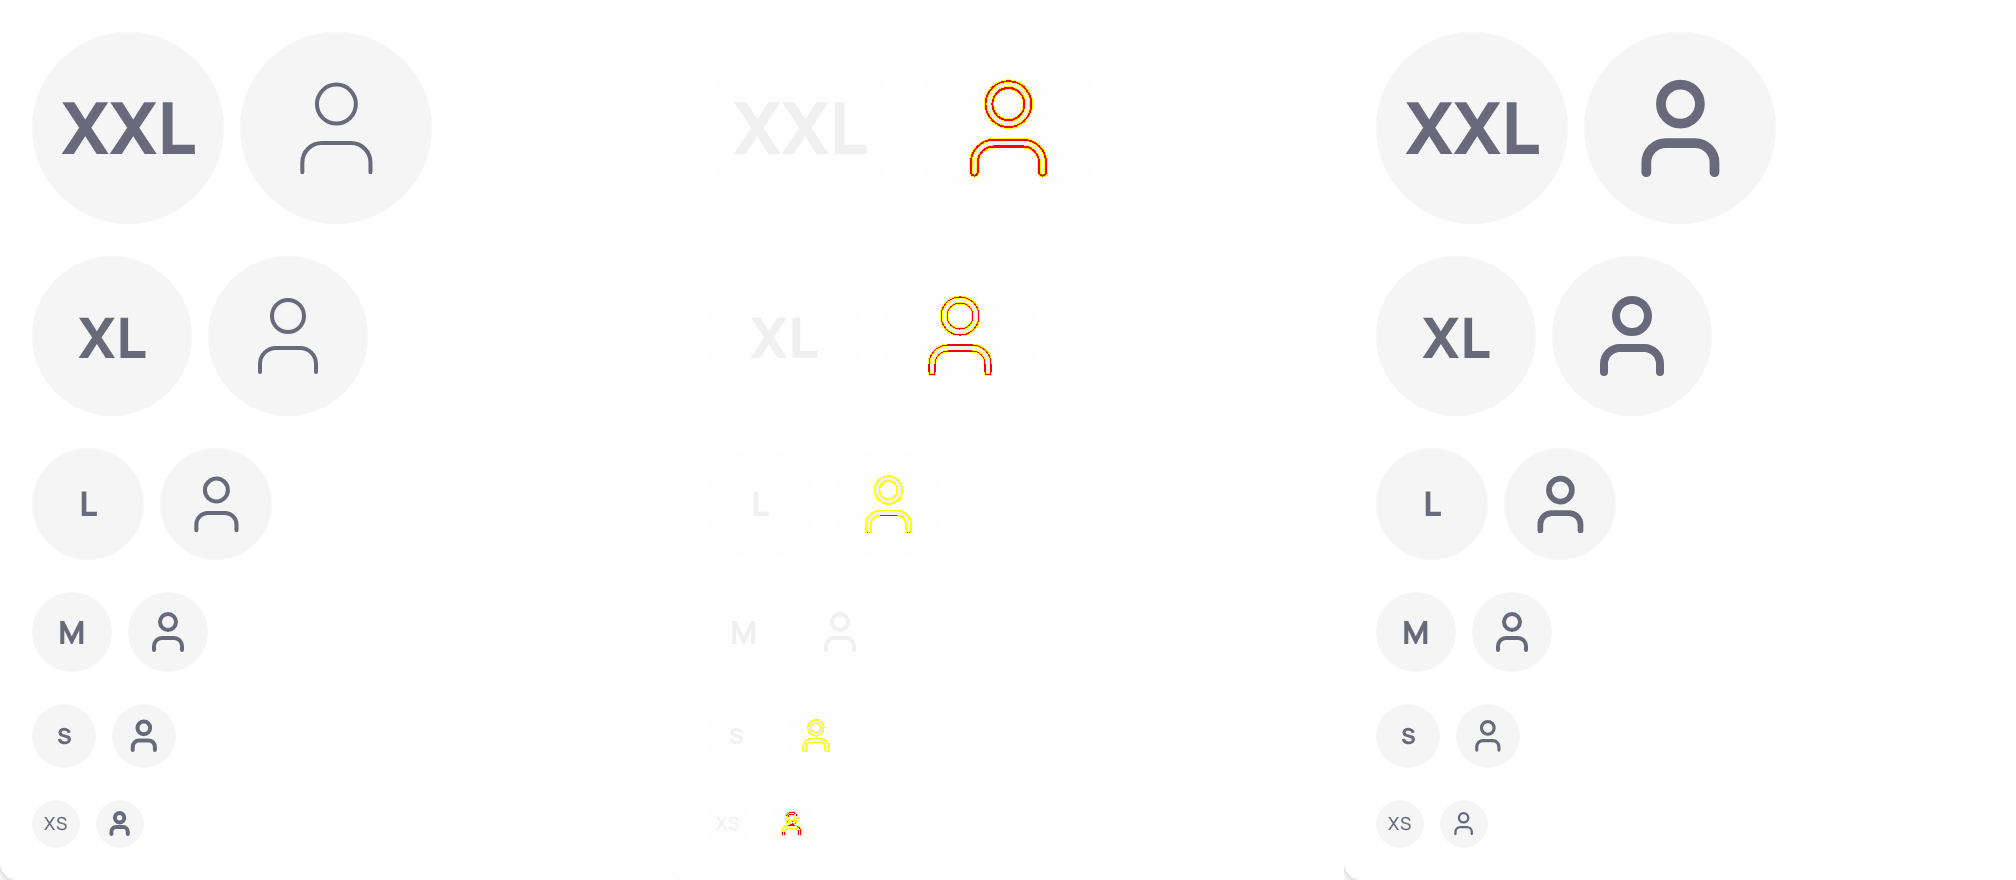 XXL XXL XXL
XL XL XL
L L L
M M M
S S S
XS XS XS